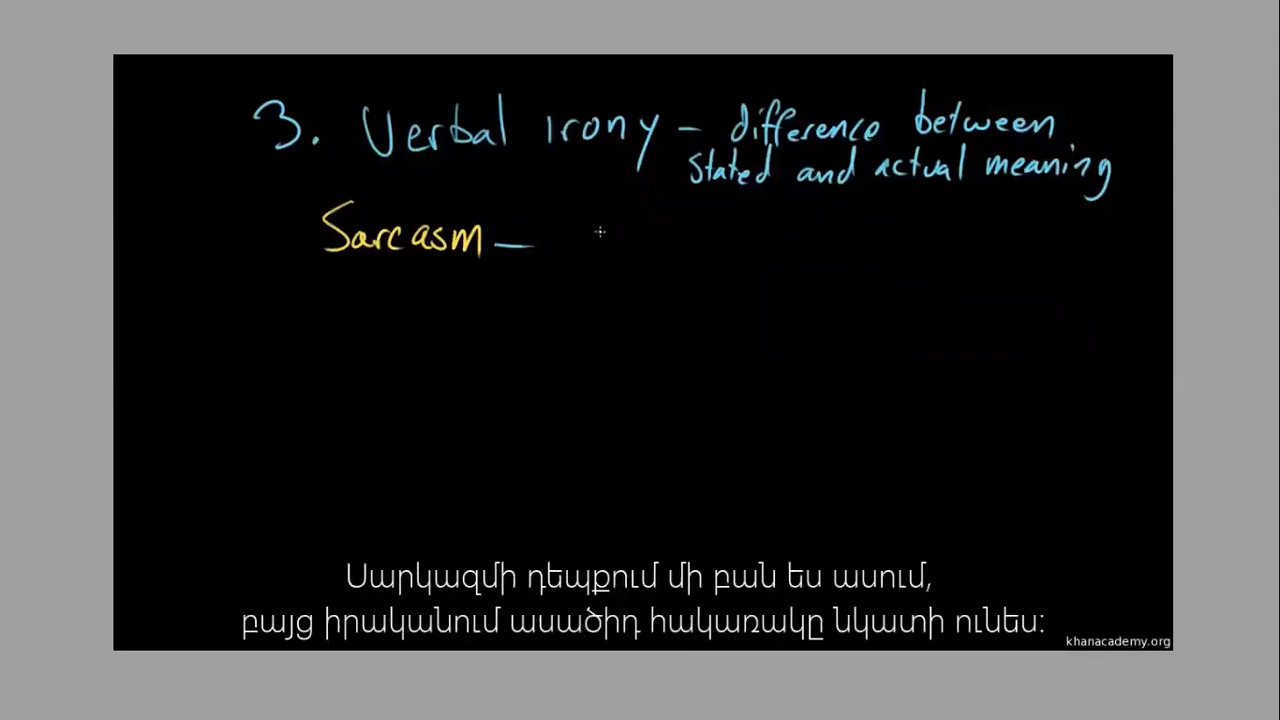 3. Verbal irony – difference between
stated and actual meaning
Sarcasm —
Սարկազմի դեպքում մի բան ես ասում,
բայց իրականում ասածիդ հակառակը նկատի ունես։
khanacademy.org